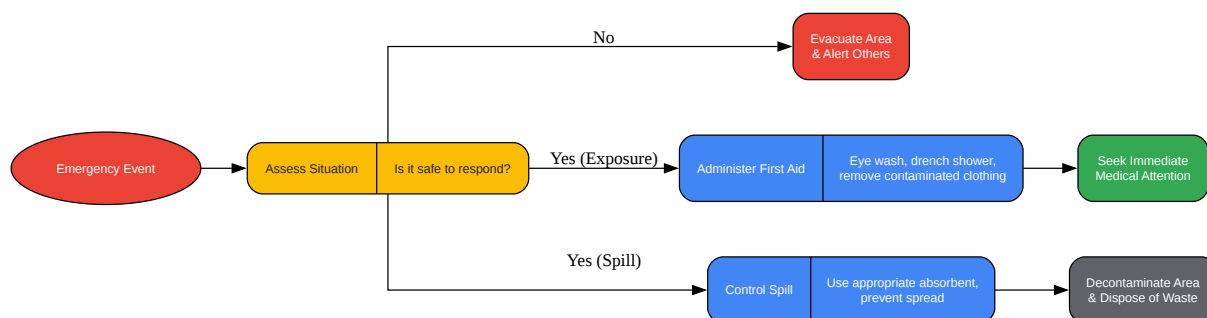 No
Evacuate Area
& Alert Others
Emergency Event
Assess Situation
Is it safe to respond?
Yes (Exposure)
Administer First Aid
Eye wash, drench shower,
remove contaminated clothing
Seek Immediate
Medical Attention
Yes (Spill)
Control Spill
Use appropriate absorbent,
prevent spread
Decontaminate Area
& Dispose of Waste